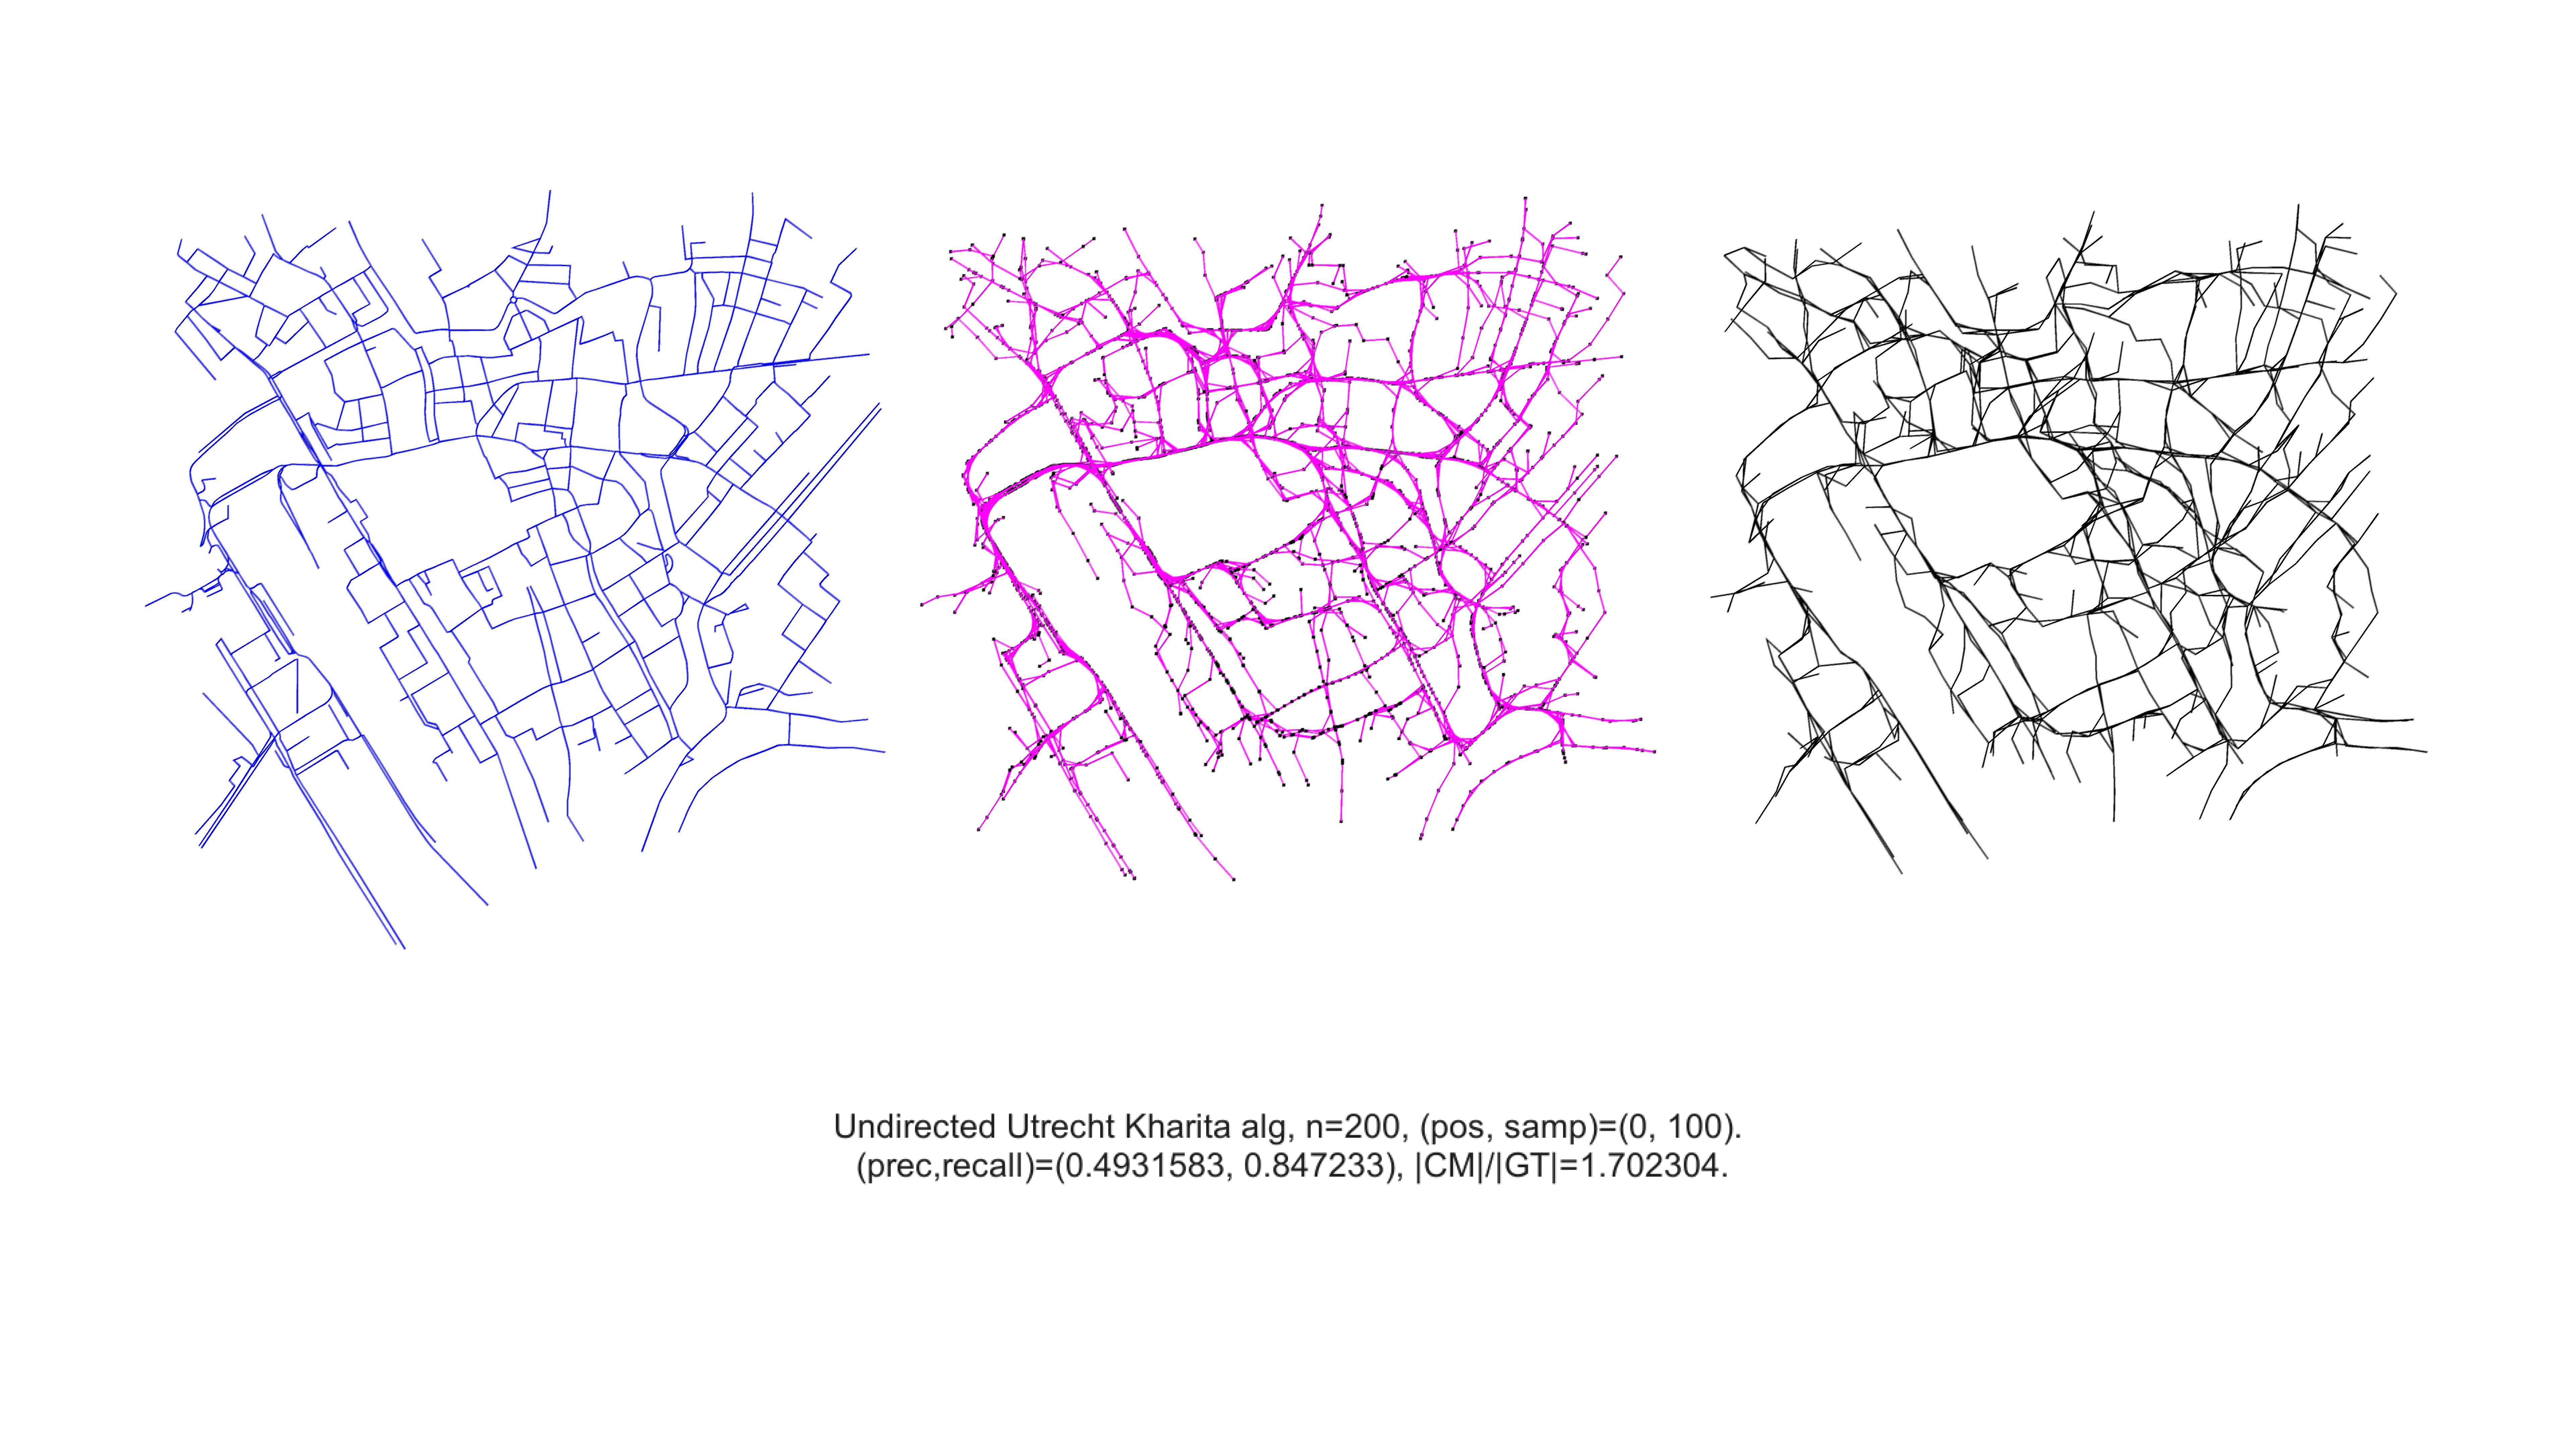 Undirected Utrecht Kharita alg, n=200, (pos, samp)=(0, 100).
(prec,recall)=(0.4931583, 0.847233), |CM|/|GT|=1.702304.